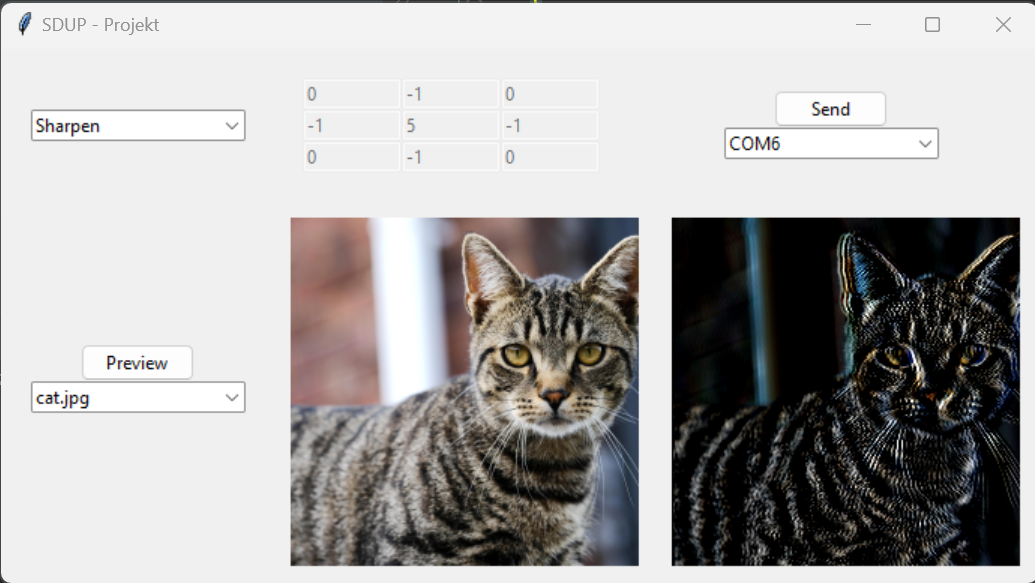 SDUP - Projekt
Sharpen
0 -1 0
-1 5 -1
0 -1 0
Send
COM6
Preview
cat.jpg